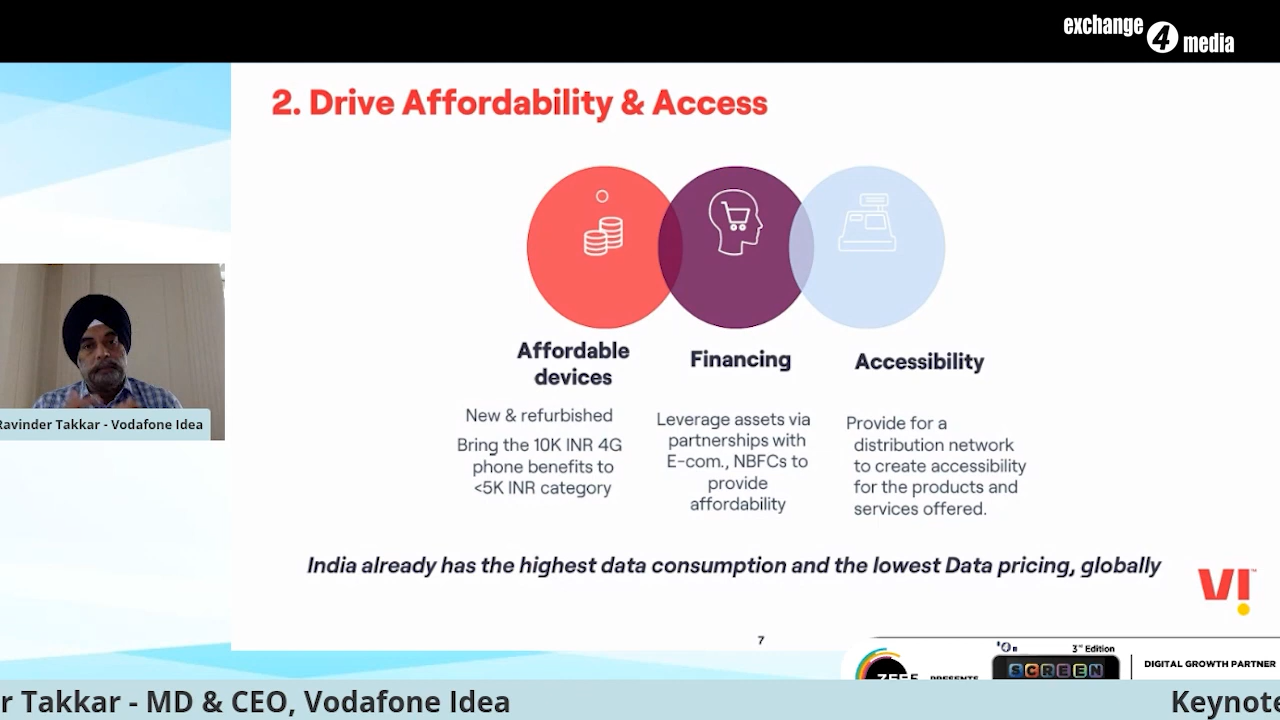 exchange
4
media
2. Drive Affordability & Access
Affordable
devices
New & refurbished
Bring the 10K INR 4G
phone benefits to
<5K INR category
Financing
Leverage assets via
partnerships with
E-com., NBFCs to
provide
affordability
Accessibility
Provide for a
distribution network
to create accessibility
for the products and
services offered.
Ravinder Takkar - Vodafone Idea
India already has the highest data consumption and the lowest Data pricing, globally
VI
7
3rd Edition
SCREEN
DIGITAL GROWTH PARTNER
r Takkar - MD & CEO, Vodafone Idea
Keynote